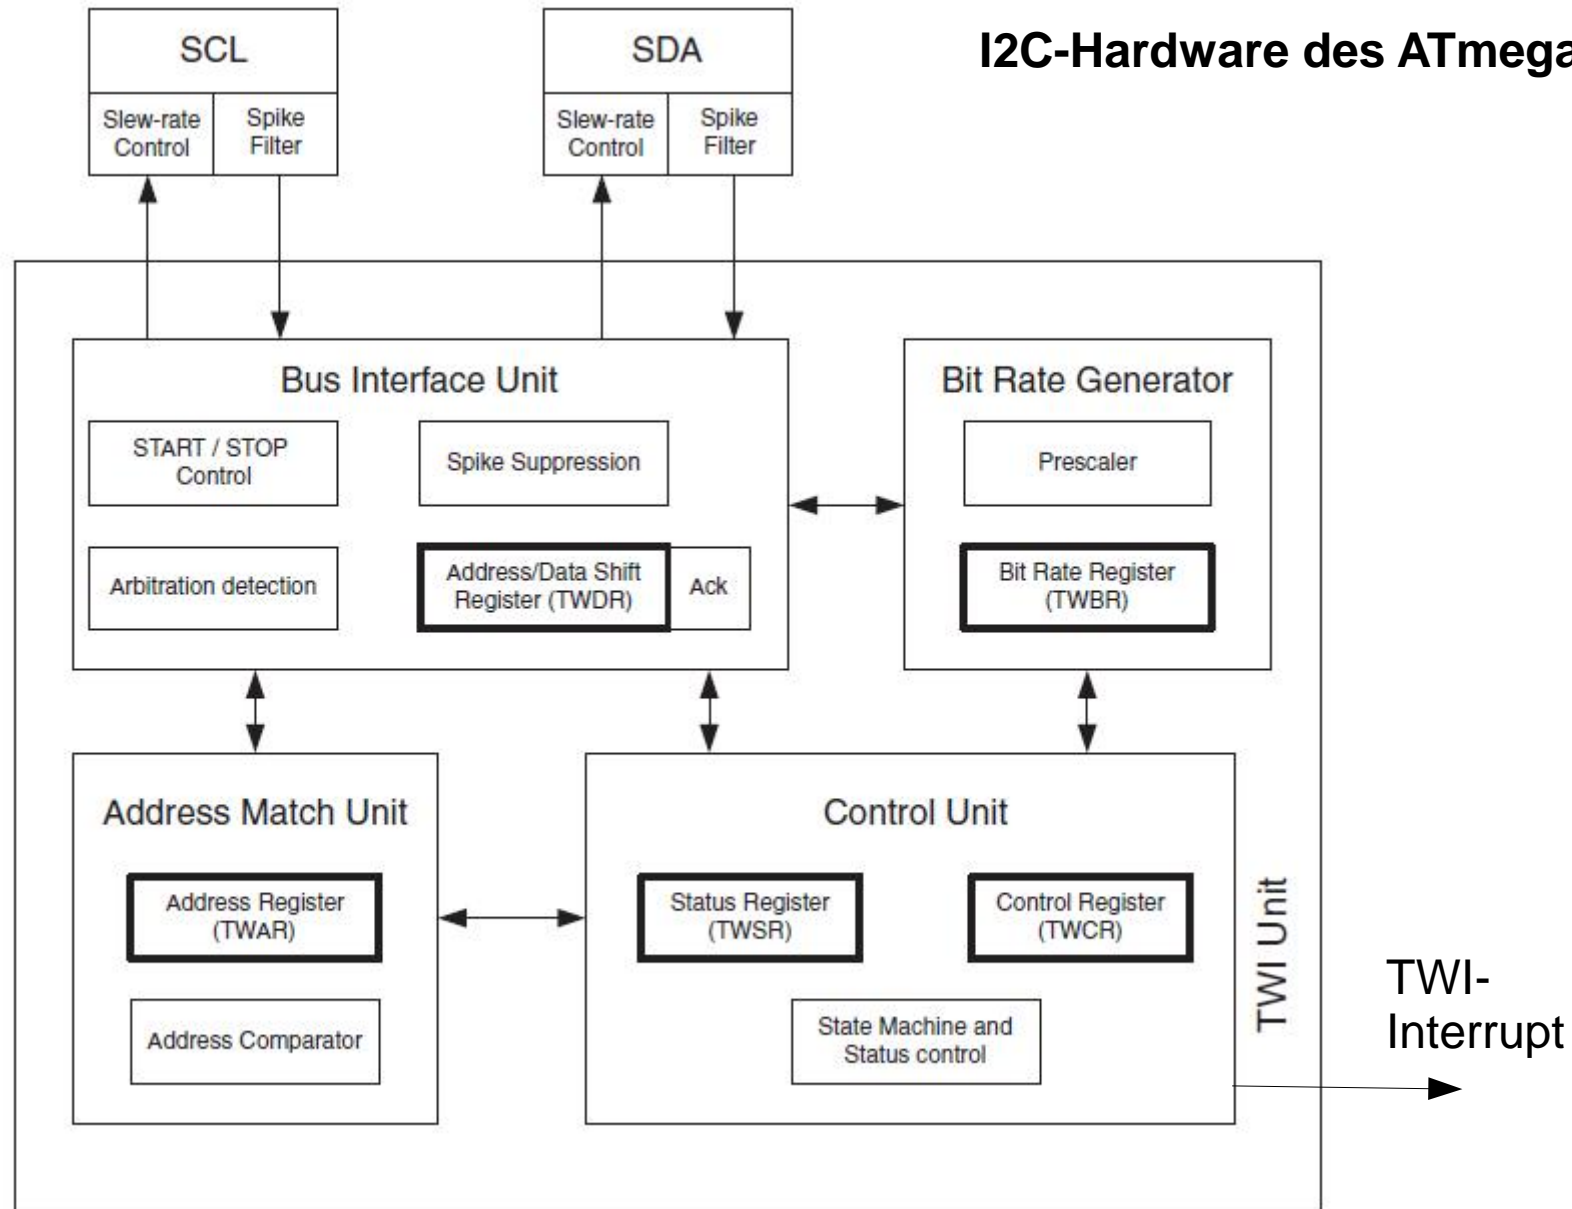 I2C-Hardware des ATmega
SCL
Slew-rate
Control
Spike
Filter
SDA
Slew-rate
Control
Spike
Filter
Bus Interface Unit
START / STOP
Control
Spike Suppression
Arbitration detection
Address/Data Shift
Register (TWDR)
Ack
Bit Rate Generator
Prescaler
Bit Rate Register
(TWBR)
Address Match Unit
Address Register
(TWAR)
Address Comparator
Control Unit
Status Register
(TWSR)
Control Register
(TWCR)
State Machine and
Status control
TWI Unit
TWI-
Interrupt